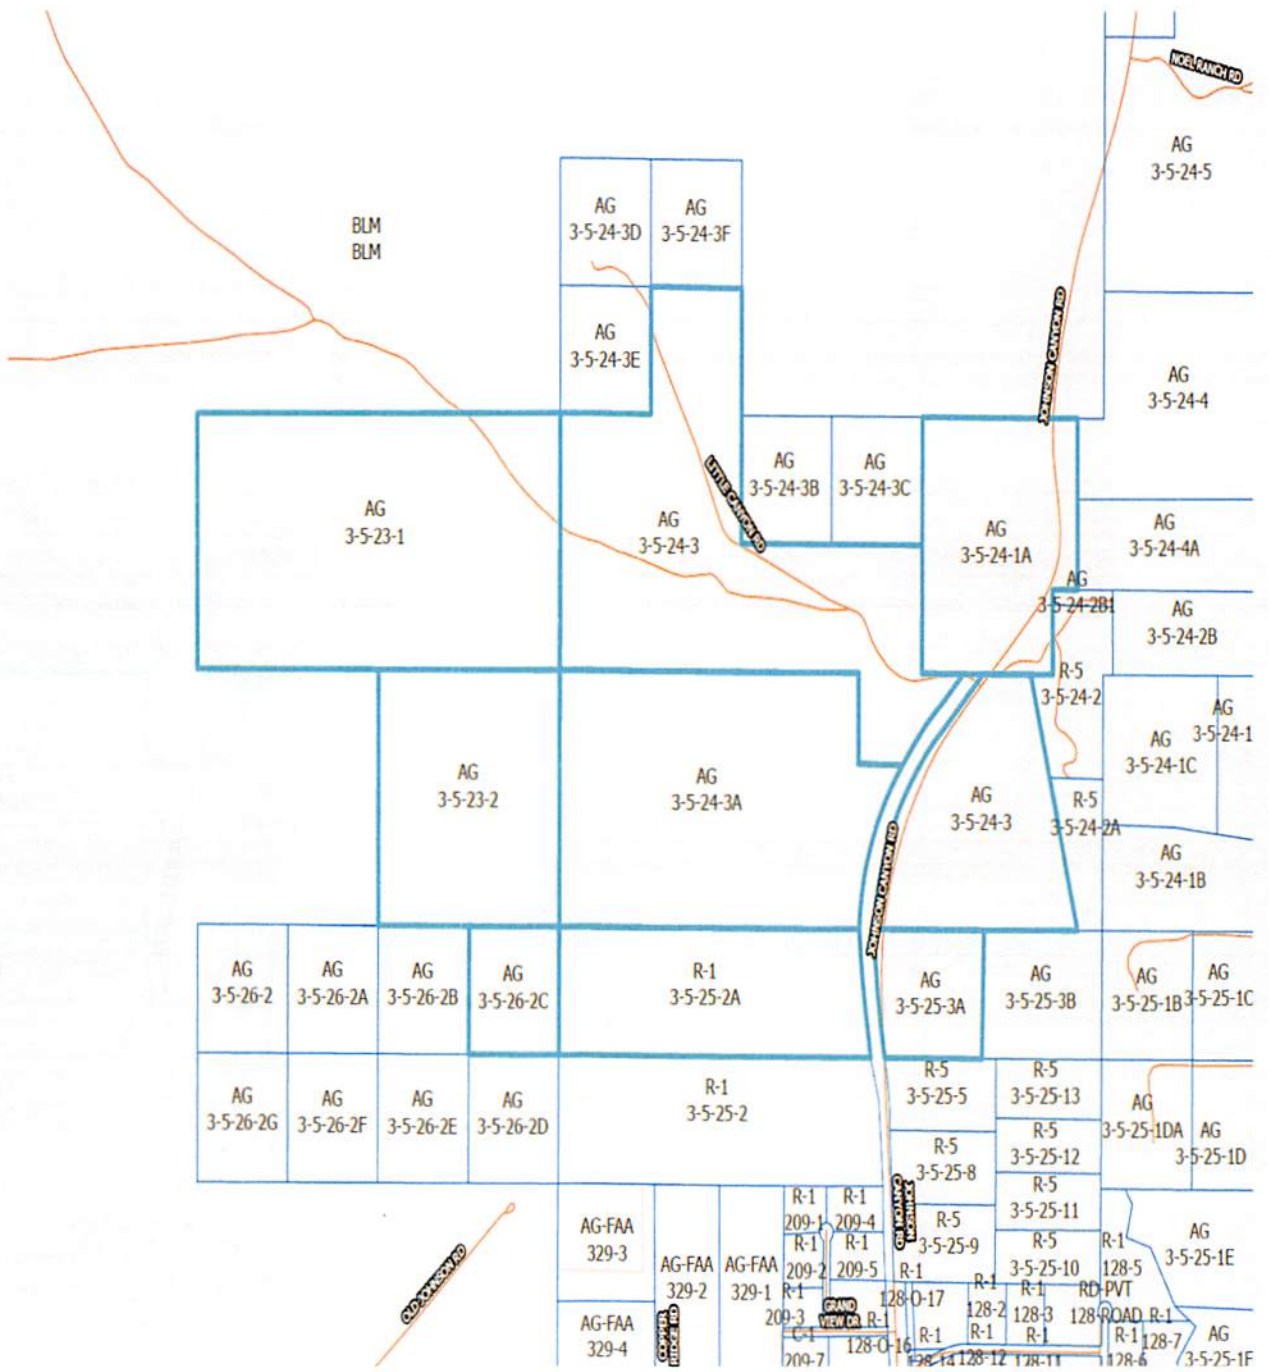 NOEL RANCH RD
AG
3-5-24-5
BLM
BLM
AG
3-5-24-3D
AG
3-5-24-3F
AG
3-5-24-3E
JOHNSON CANYON RD
AG
3-5-24-4
AG
3-5-23-1
AG
3-5-24-3
LITTLE CANYON RD
AG
3-5-24-3B
AG
3-5-24-3C
AG
3-5-24-1A
AG
3-5-24-4A
AG
3-5-24-2B1
AG
3-5-24-2B
R-5
3-5-24-2
AG
3-5-24-1
AG
3-5-24-1C
AG
3-5-23-2
AG
3-5-24-3A
AG
3-5-24-3
R-5
3-5-24-2A
JOHNSON CANYON RD
AG
3-5-24-1B
AG
3-5-26-2
AG
3-5-26-2A
AG
3-5-26-2B
AG
3-5-26-2C
R-1
3-5-25-2A
AG
3-5-25-3A
AG
3-5-25-3B
AG
3-5-25-1B
AG
3-5-25-1C
AG
3-5-26-2G
AG
3-5-26-2F
AG
3-5-26-2E
AG
3-5-26-2D
R-1
3-5-25-2
R-5
3-5-25-5
R-5
3-5-25-13
R-5
3-5-25-12
AG
3-5-25-1DA
AG
3-5-25-1D
R-5
3-5-25-8
R-5
3-5-25-11
JOHNSON
CANYON RD
R-5
3-5-25-9
R-5
3-5-25-10
AG
3-5-25-1E
OLD JOHNSON RD
AG-FAA
329-3
AG-FAA
329-2
AG-FAA
329-1
R-1
209-1
R-1
209-4
R-1
209-2
R-1
209-5
R-1
209-3
R-1
128-O-17
R-1
128-5
R-1
128-2
R-1
128-3
RD-PVT
128-ROAD
AG-FAA
329-4
GRAND
VIEW DR
R-1
128-O-16
C-1
209-7
R-1
128-14
R-1
128-12
R-1
128-11
R-1
128-6
R-1
128-7
AG
3-5-25-1F